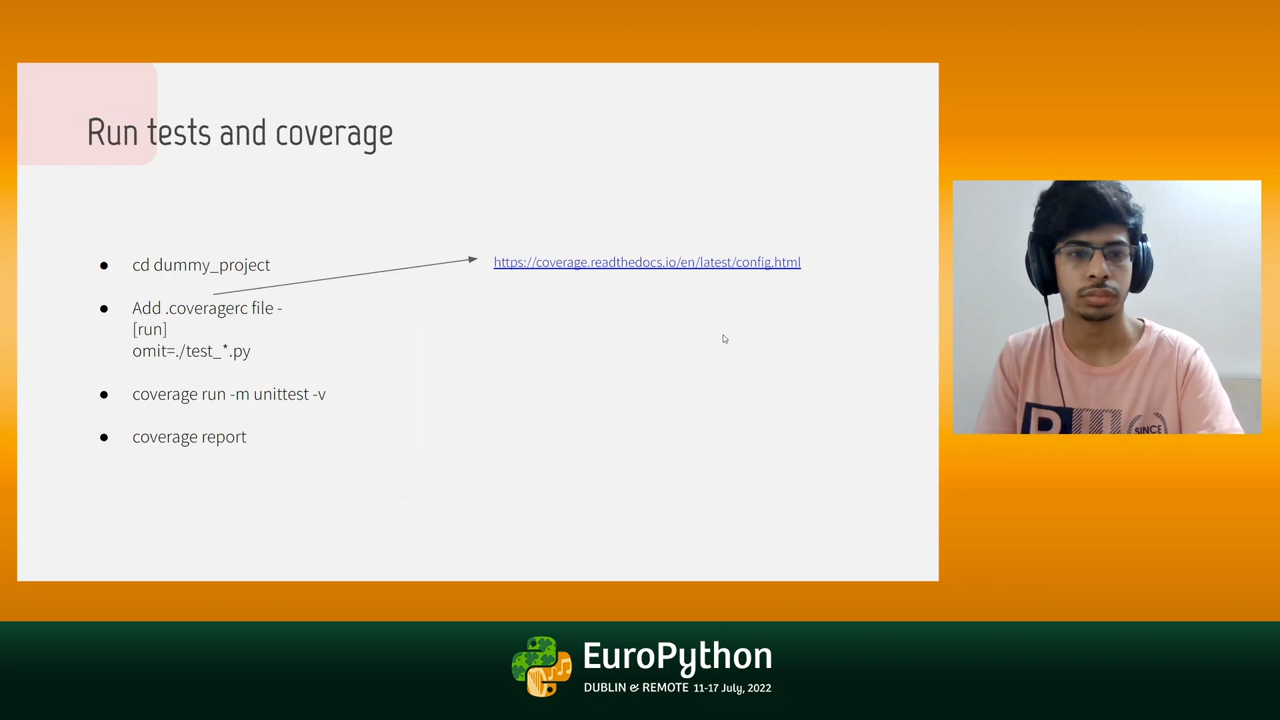 Run tests and coverage
● cd dummy_project
https://coverage.readthedocs.io/en/latest/config.html
● Add .coveragerc file -
[run]
omit=./test_*.py
● coverage run -m unittest -v
● coverage report
SINCE
EuroPython
DUBLIN & REMOTE 11-17 July, 2022